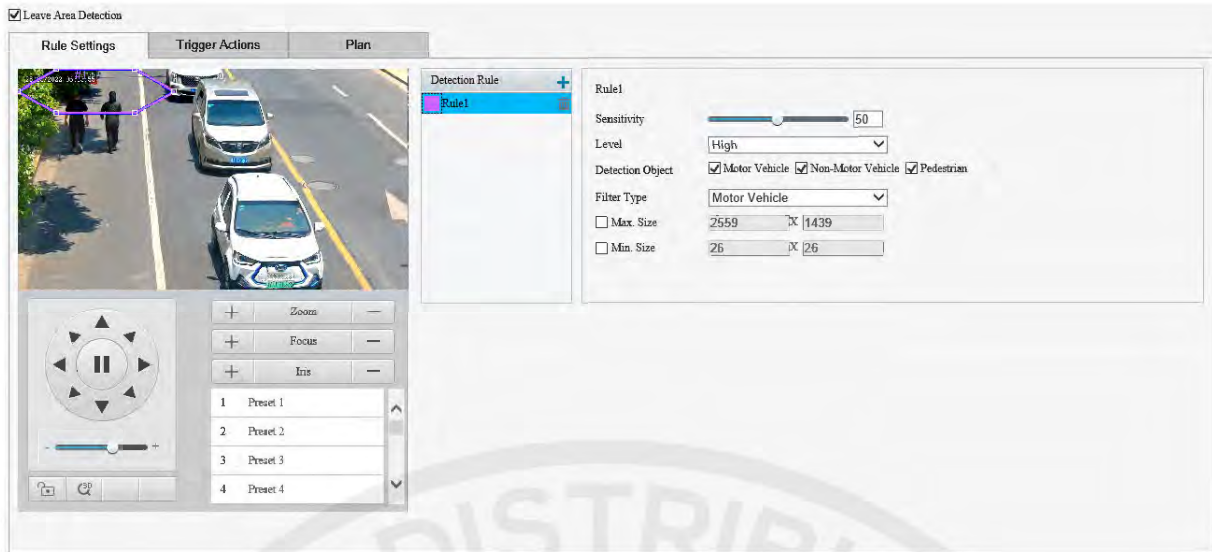 Leave Area Detection
Rule Settings Trigger Actions Plan
Detection Rule +
Rule1
Rule1
Sensitivity 50
Level High
Detection Object Motor Vehicle Non-Motor Vehicle Pedestrian
Filter Type Motor Vehicle
Max. Size 2559 X 1439
Min. Size 26 X 26
+ Zoom —
+ Focus —
+ Iris —
1 Preset 1
2 Preset 2
3 Preset 3
4 Preset 4
- +
3D
DISTRIB